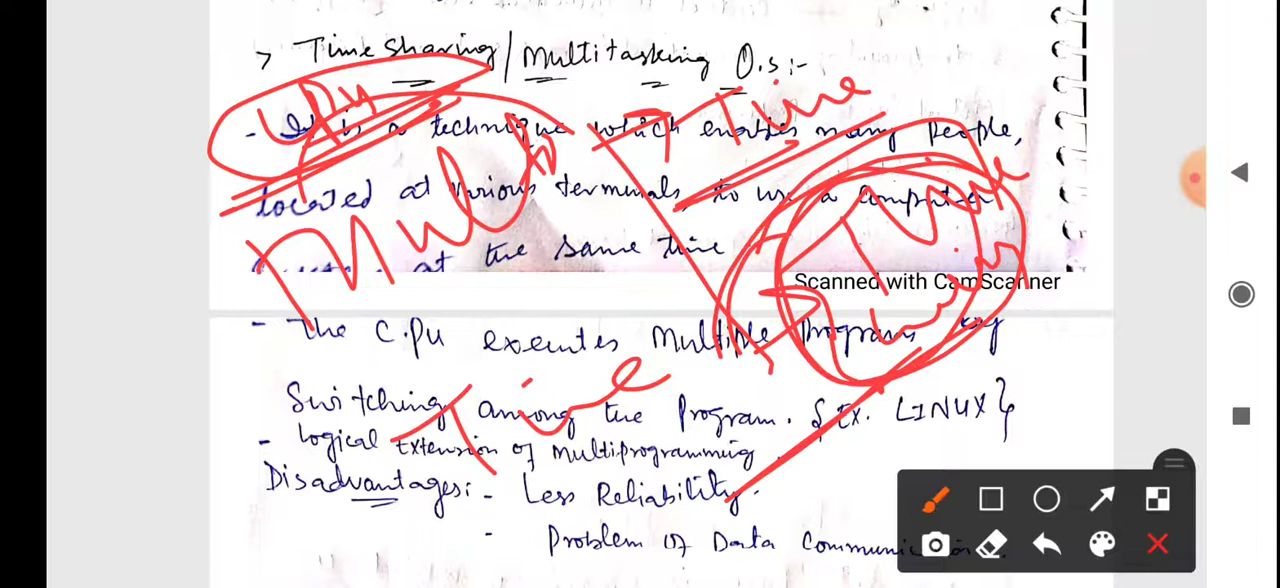 > Time Sharing / Multitasking O.s:-
- It is a technique which enables many people,
located at various terminals, to use a computer
at the same time
CPU
Multi
Time
Time
Scanned with CamScanner
- The C.PU executes Multiple Programs by
Switching among the Program. { Ex. LINUX }
Time
- Logical Extension of Multiprogramming.
Disadvantages: - Less Reliability.
- Problem of Data Communication.